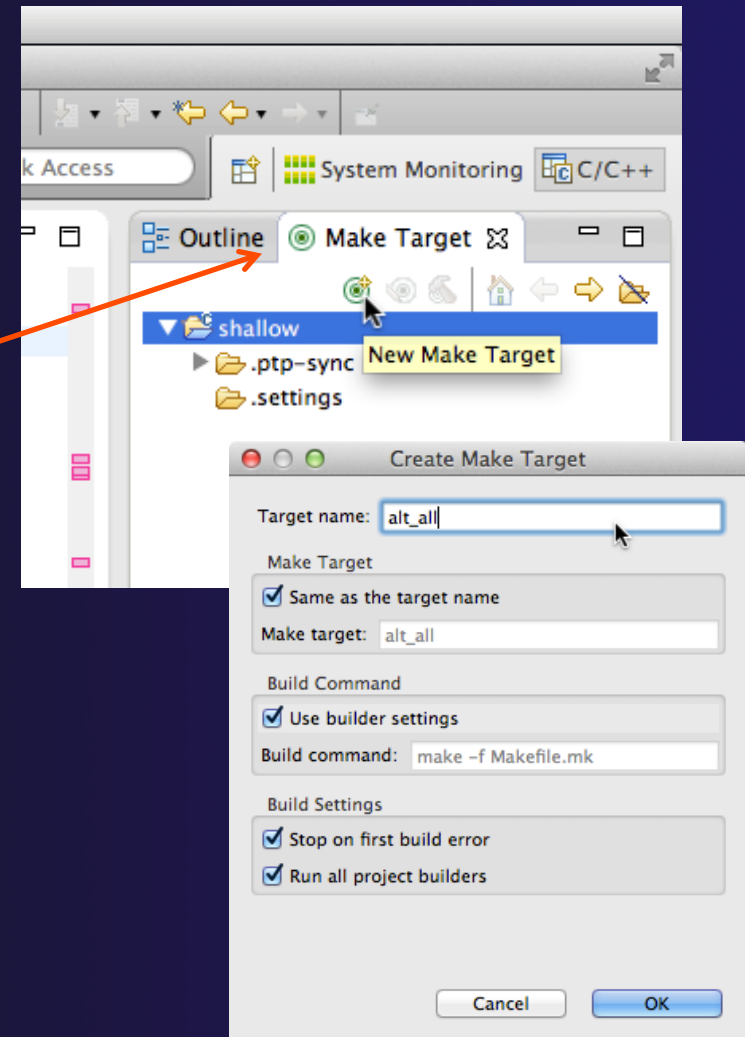 k Access
System Monitoring
C/C++
Outline
Make Target
shallow
New Make Target
.ptp-sync
.settings
Create Make Target
Target name: alt_all
Make Target
Same as the target name
Make target: alt_all
Build Command
Use builder settings
Build command: make -f Makefile.mk
Build Settings
Stop on first build error
Run all project builders
Cancel
OK